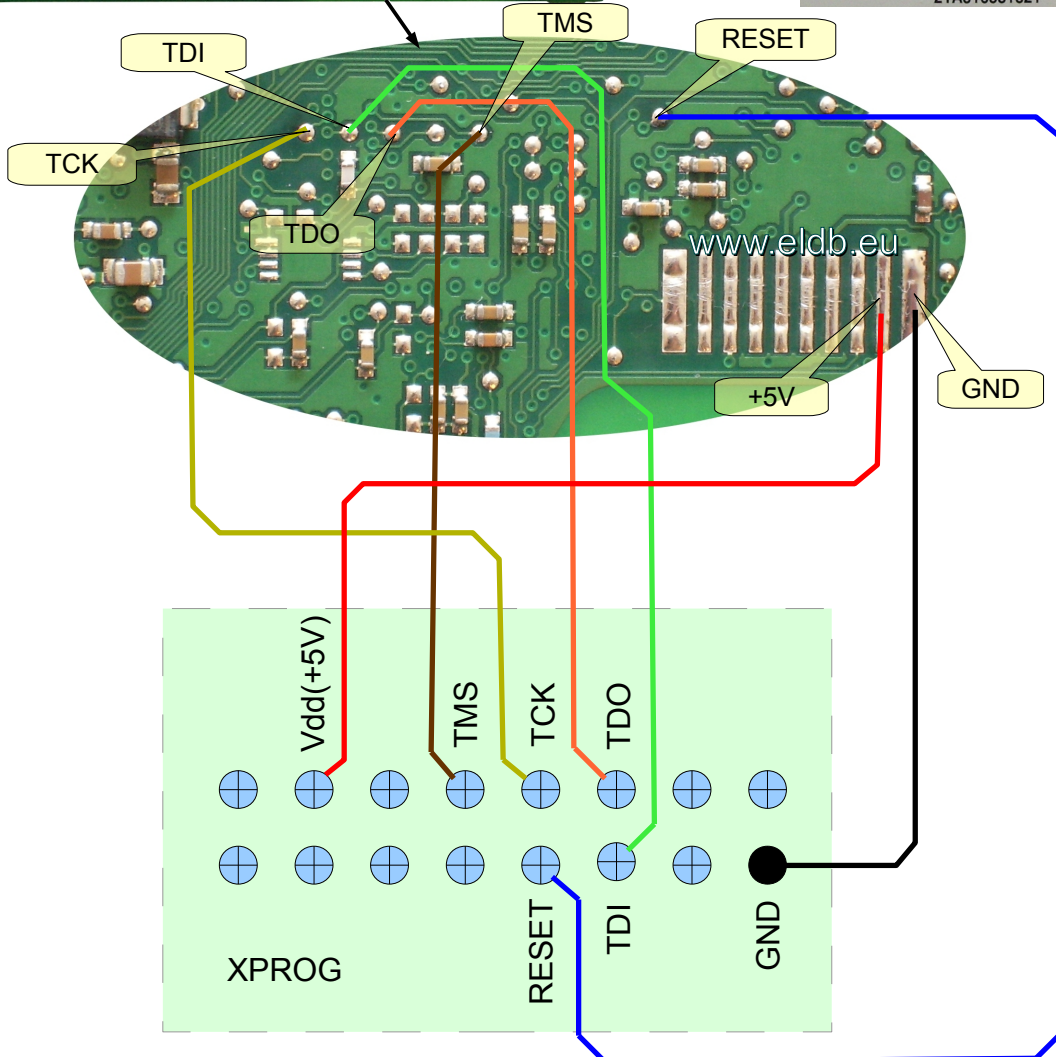 TMS
TDI
RESET
TCK
TDO
www.eldb.eu
+5V
GND
Vdd(+5V)
TMS
TCK
TDO
RESET
TDI
GND
XPROG